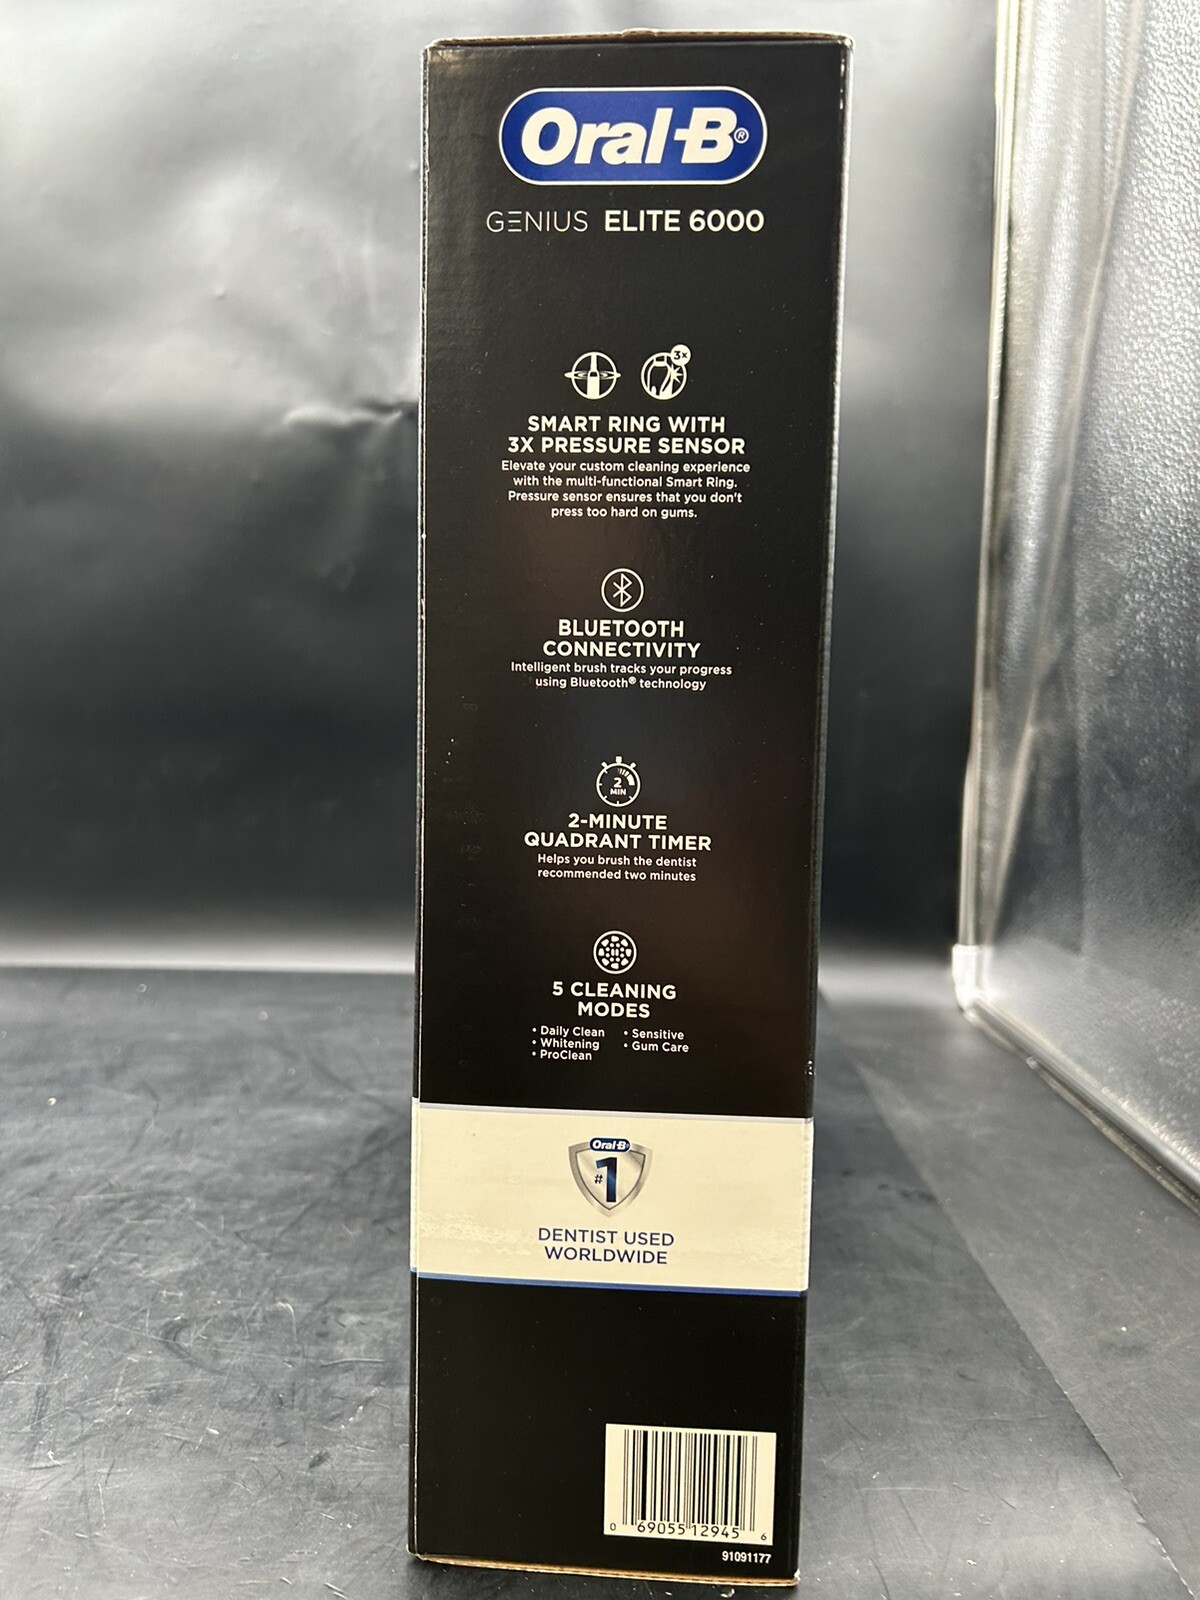 Oral-B®
GENIUS ELITE 6000
3x
SMART RING WITH
3X PRESSURE SENSOR
Elevate your custom cleaning experience
with the multi-functional Smart Ring.
Pressure sensor ensures that you don't
press too hard on gums.
BLUETOOTH
CONNECTIVITY
Intelligent brush tracks your progress
using Bluetooth® technology
2
MIN
2-MINUTE
QUADRANT TIMER
Helps you brush the dentist
recommended two minutes
5 CLEANING
MODES
• Daily Clean • Sensitive
• Whitening • Gum Care
• ProClean
Oral-B
#1
DENTIST USED
WORLDWIDE
0 69055 12945 6
91091177